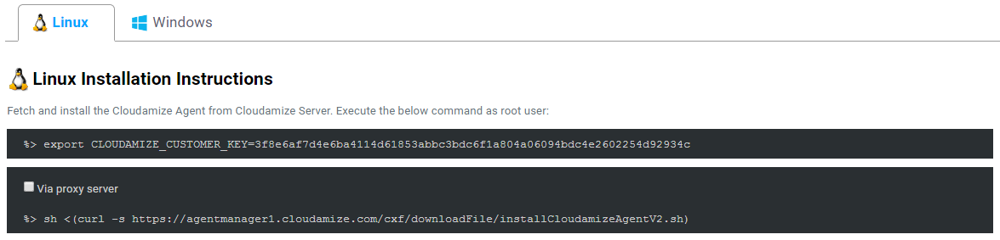 Linux Windows
Linux Installation Instructions
Fetch and install the Cloudamize Agent from Cloudamize Server. Execute the below command as root user:
%> export CLOUDAMIZE_CUSTOMER_KEY=3f8e6af7d4e6ba4114d61853abbc3bdc6f1a804a06094bdc4e2602254d92934c
Via proxy server
%> sh <(curl -s https://agentmanager1.cloudamize.com/cxf/downloadFile/installCloudamizeAgentV2.sh)